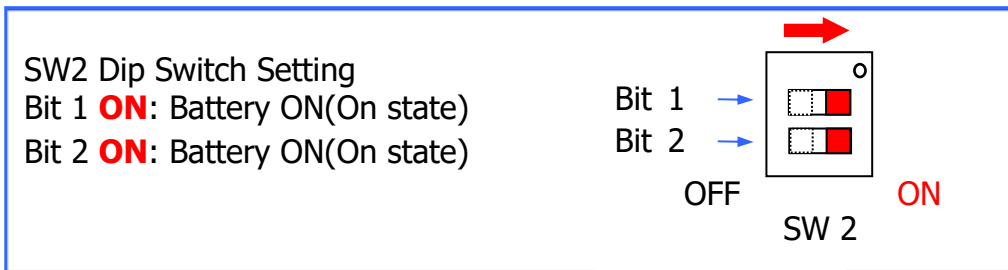 SW2 Dip Switch Setting
Bit 1 ON: Battery ON(On state)
Bit 2 ON: Battery ON(On state)
Bit 1
Bit 2
OFF
ON
SW 2